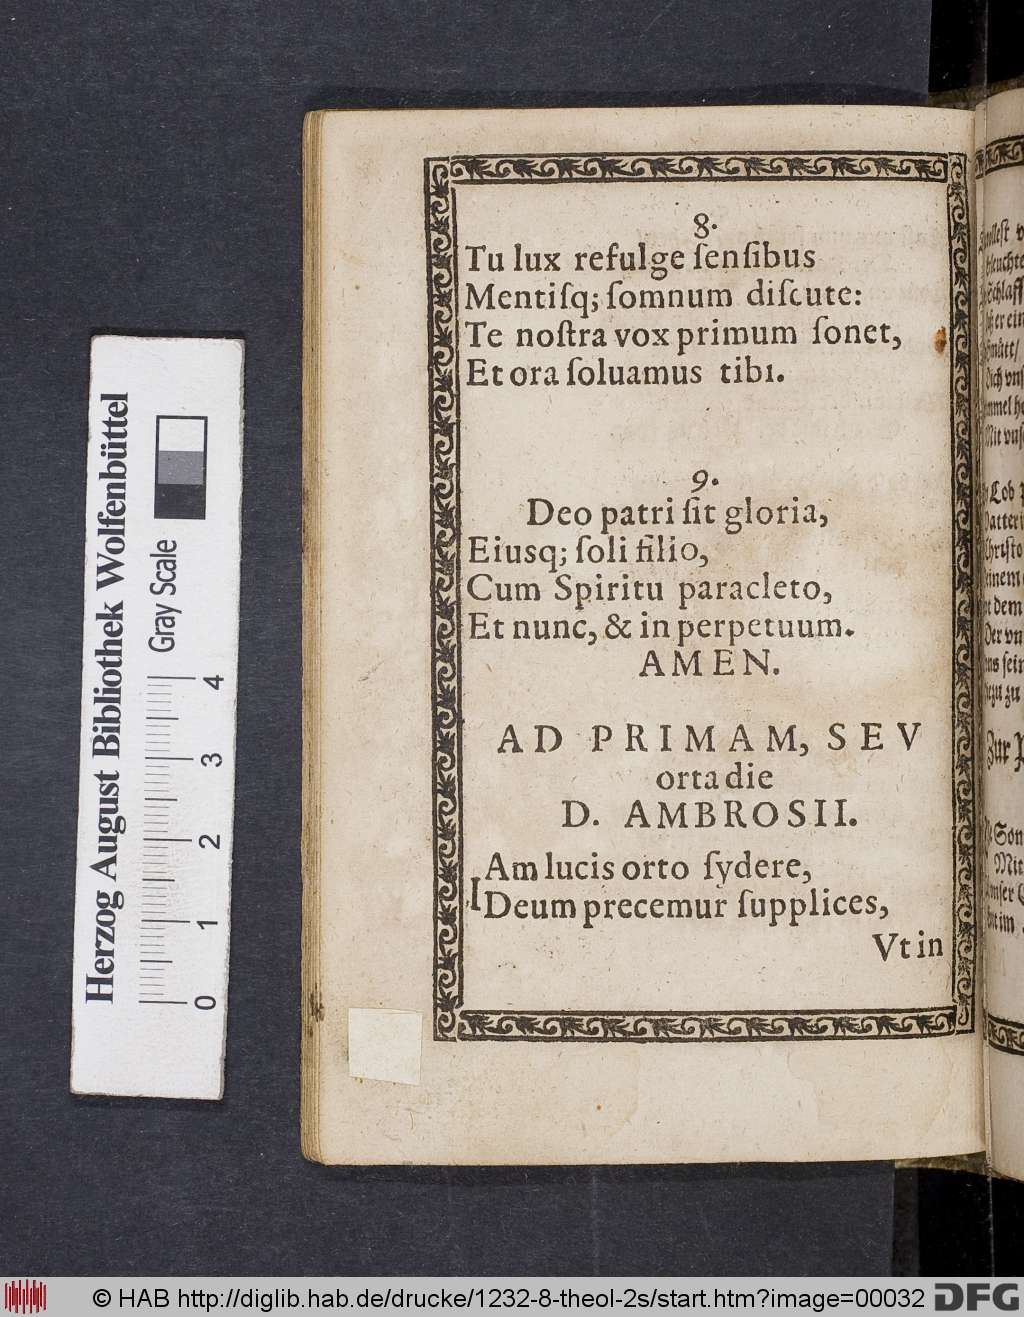 8.
Tu lux refulge ſenſibus
Mentiſq; ſomnum diſcute:
Te noſtra vox primum ſonet,
Et ora ſoluamus tibi.
9.
Deo patri ſit gloria,
Eiusq; ſoli filio,
Cum Spiritu paracleto,
Et nunc, & in perpetuum.
AMEN.
AD PRIMAM, SEV
orta die
D. AMBROSII.
IAm lucis orto ſydere,
Deum precemur ſupplices,
Vt in
Herzog August Bibliothek Wolfenbüttel
Gray Scale
0 1 2 3 4
© HAB http://diglib.hab.de/drucke/1232-8-theol-2s/start.htm?image=00032
DFG